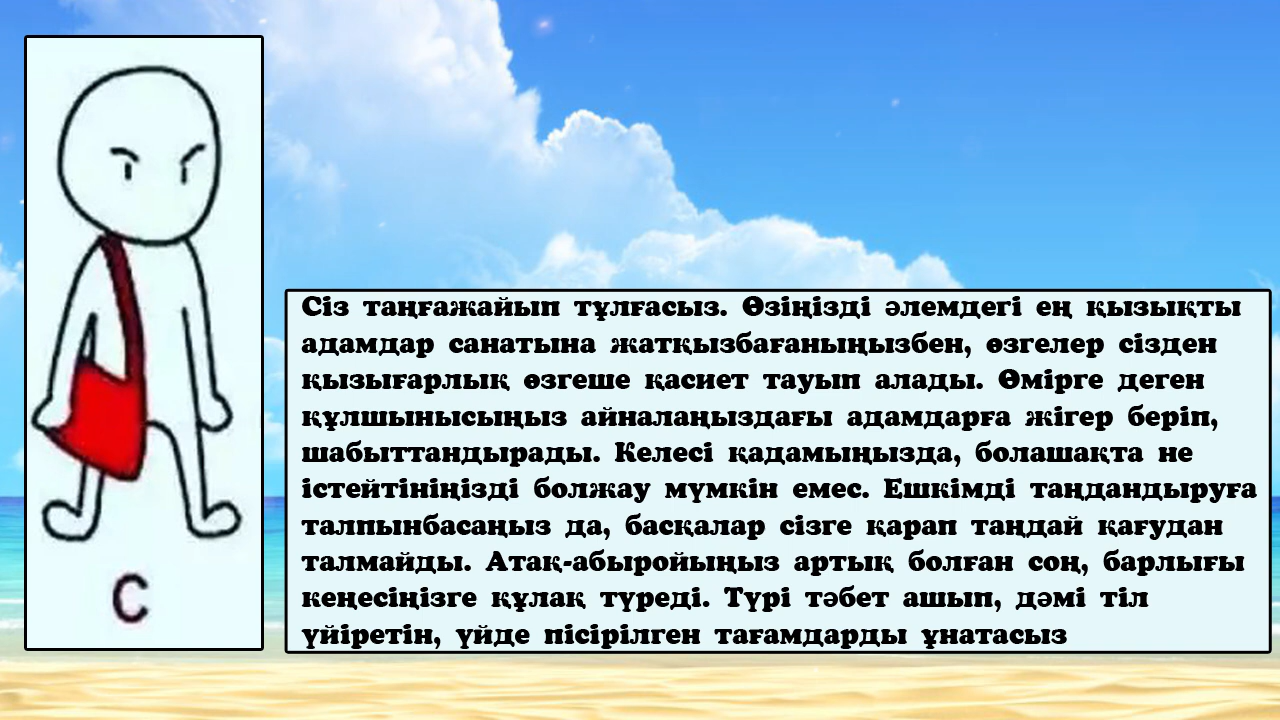 Сіз таңғажайып тұлғасыз. Өзіңізді әлемдегі ең қызықты
адамдар санатына жатқызбағаныңызбен, өзгелер сізден
қызығарлық өзгеше қасиет тауып алады. Өмірге деген
құлшынысыңыз айналаңыздағы адамдарға жігер беріп,
шабыттандырады. Келесі қадамыңызда, болашақта не
істейтініңізді болжау мүмкін емес. Ешкімді таңдандыруға
талпынбасаңыз да, басқалар сізге қарап таңдай қағудан
талмайды. Атақ-абыройыңыз артық болған соң, барлығы
кеңесіңізге құлақ түреді. Түрі тәбет ашып, дәмі тіл
үйіретін, үйде пісірілген тағамдарды ұнатасыз
C